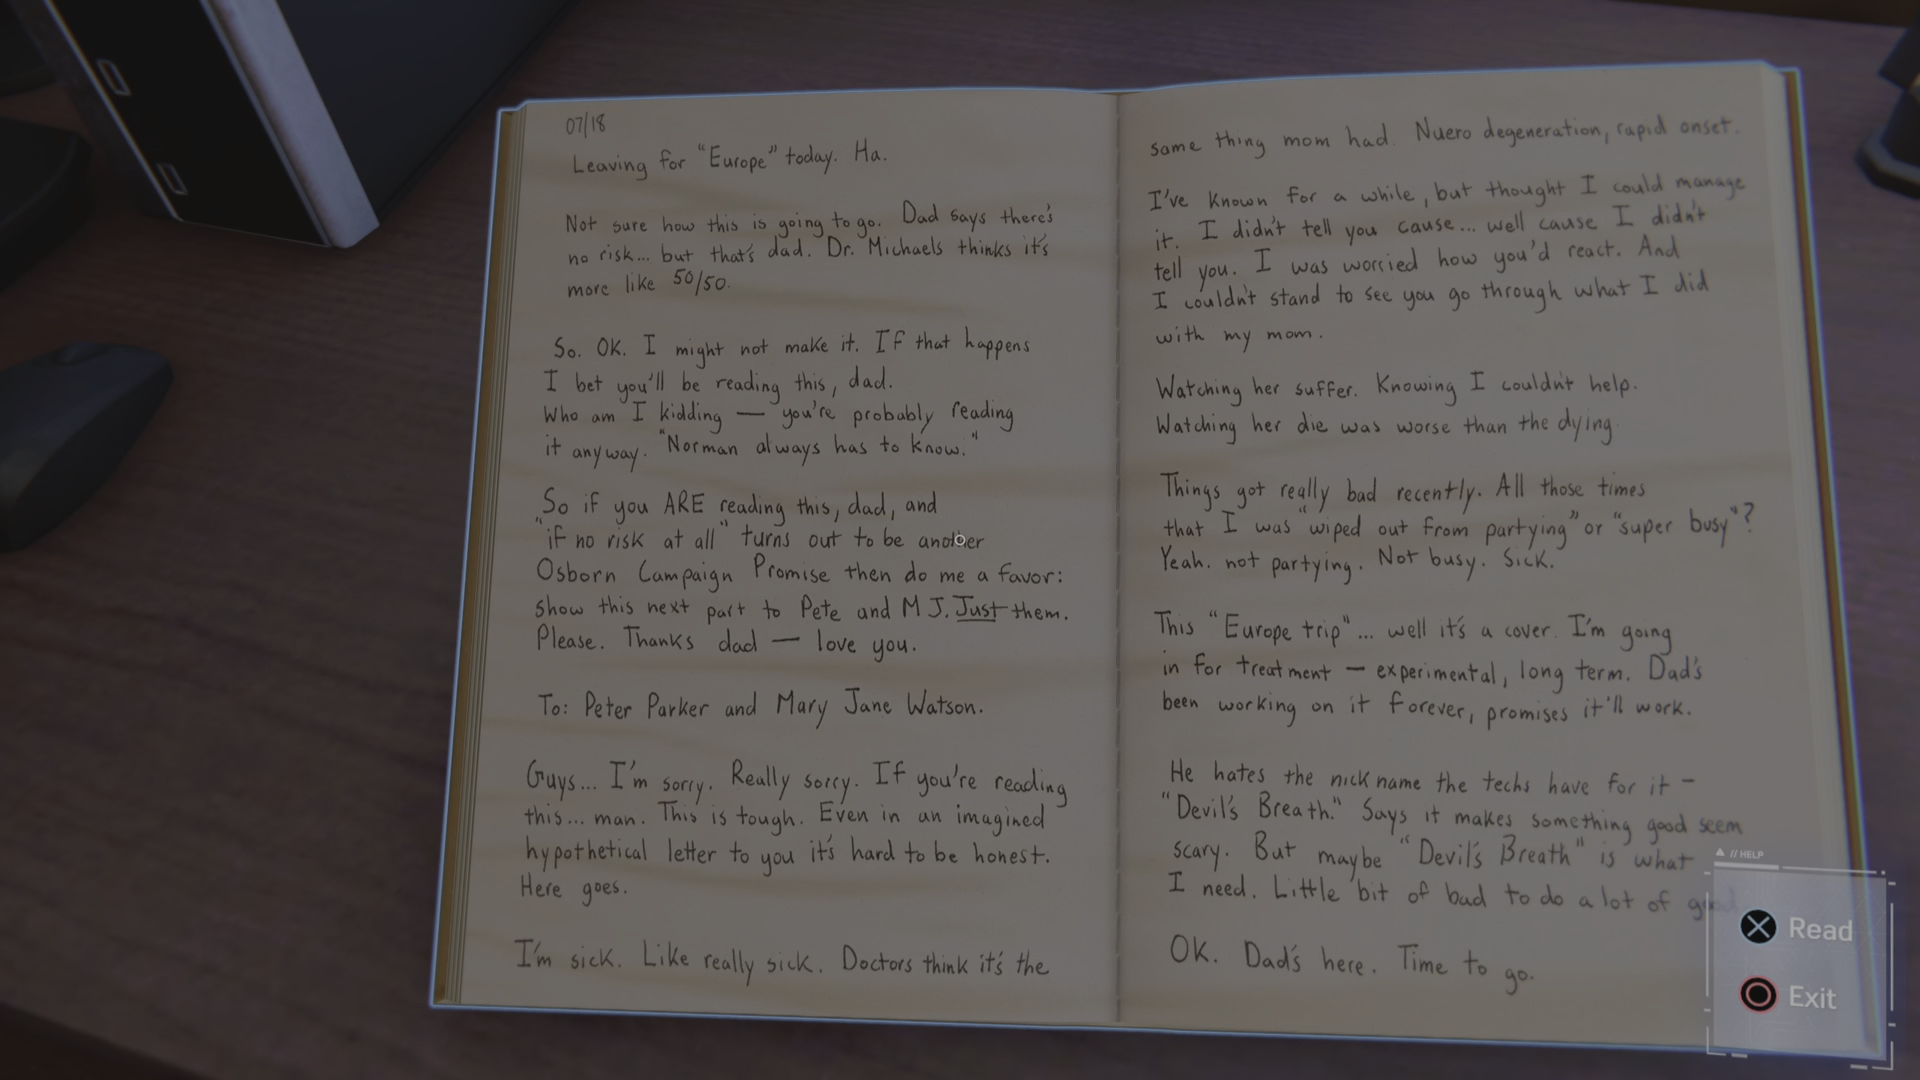 07/18
Leaving for "Europe" today. Ha.
Not sure how this is going to go. Dad says there's
no risk... but that's dad. Dr. Michaels thinks it's
more like 50/50.
So. OK. I might not make it. If that happens
I bet you'll be reading this, dad.
Who am I kidding — you're probably reading
it anyway. "Norman always has to know."
So if you ARE reading this, dad, and
"if no risk at all" turns out to be another
Osborn Campaign Promise then do me a favor:
show this next part to Pete and MJ. Just them.
Please. Thanks dad — love you.
To: Peter Parker and Mary Jane Watson.
Guys... I'm sorry. Really sorry. If you're reading
this... man. This is tough. Even in an imagined
hypothetical letter to you it's hard to be honest.
Here goes.
I'm sick. Like really sick. Doctors think it's the
same thing mom had. Nuero degeneration, rapid onset.
I've known for a while, but thought I could manage
it. I didn't tell you cause... well cause I didn't
tell you. I was worried how you'd react. And
I couldn't stand to see you go through what I did
with my mom.
Watching her suffer. Knowing I couldn't help.
Watching her die was worse than the dying.
Things got really bad recently. All those times
that I was "wiped out from partying" or "super busy"?
Yeah. not partying. Not busy. Sick.
This "Europe trip"... well it's a cover. I'm going
in for treatment — experimental, long term. Dad's
been working on it forever, promises it'll work.
He hates the nickname the techs have for it -
"Devil's Breath." Says it makes something good seem
scary. But maybe "Devil's Breath" is what
I need. Little bit of bad to do a lot of good
OK. Dad's here. Time to go.
// HELP
Read
Exit